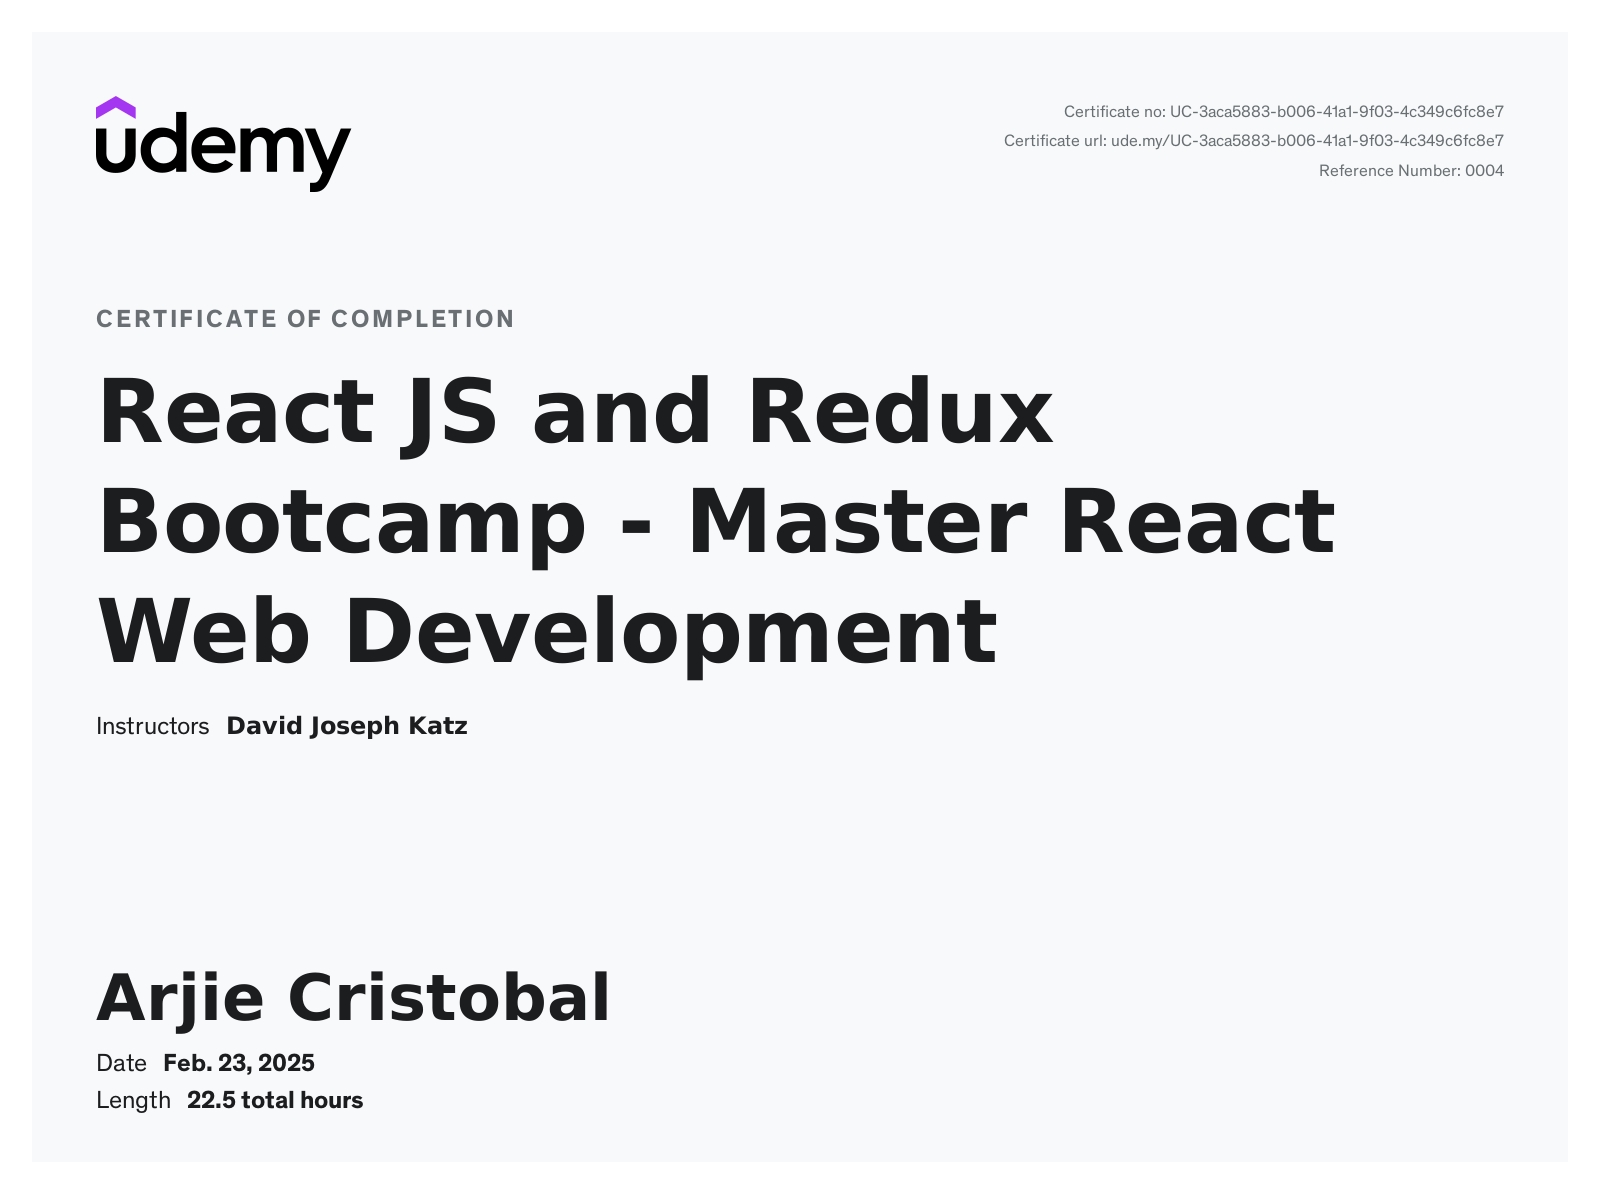 udemy
Certificate no: UC-3aca5883-b006-41a1-9f03-4c349c6fc8e7
Certificate url: ude.my/UC-3aca5883-b006-41a1-9f03-4c349c6fc8e7
Reference Number: 0004
CERTIFICATE OF COMPLETION
React JS and Redux
Bootcamp - Master React
Web Development
Instructors David Joseph Katz
Arjie Cristobal
Date Feb. 23, 2025
Length 22.5 total hours